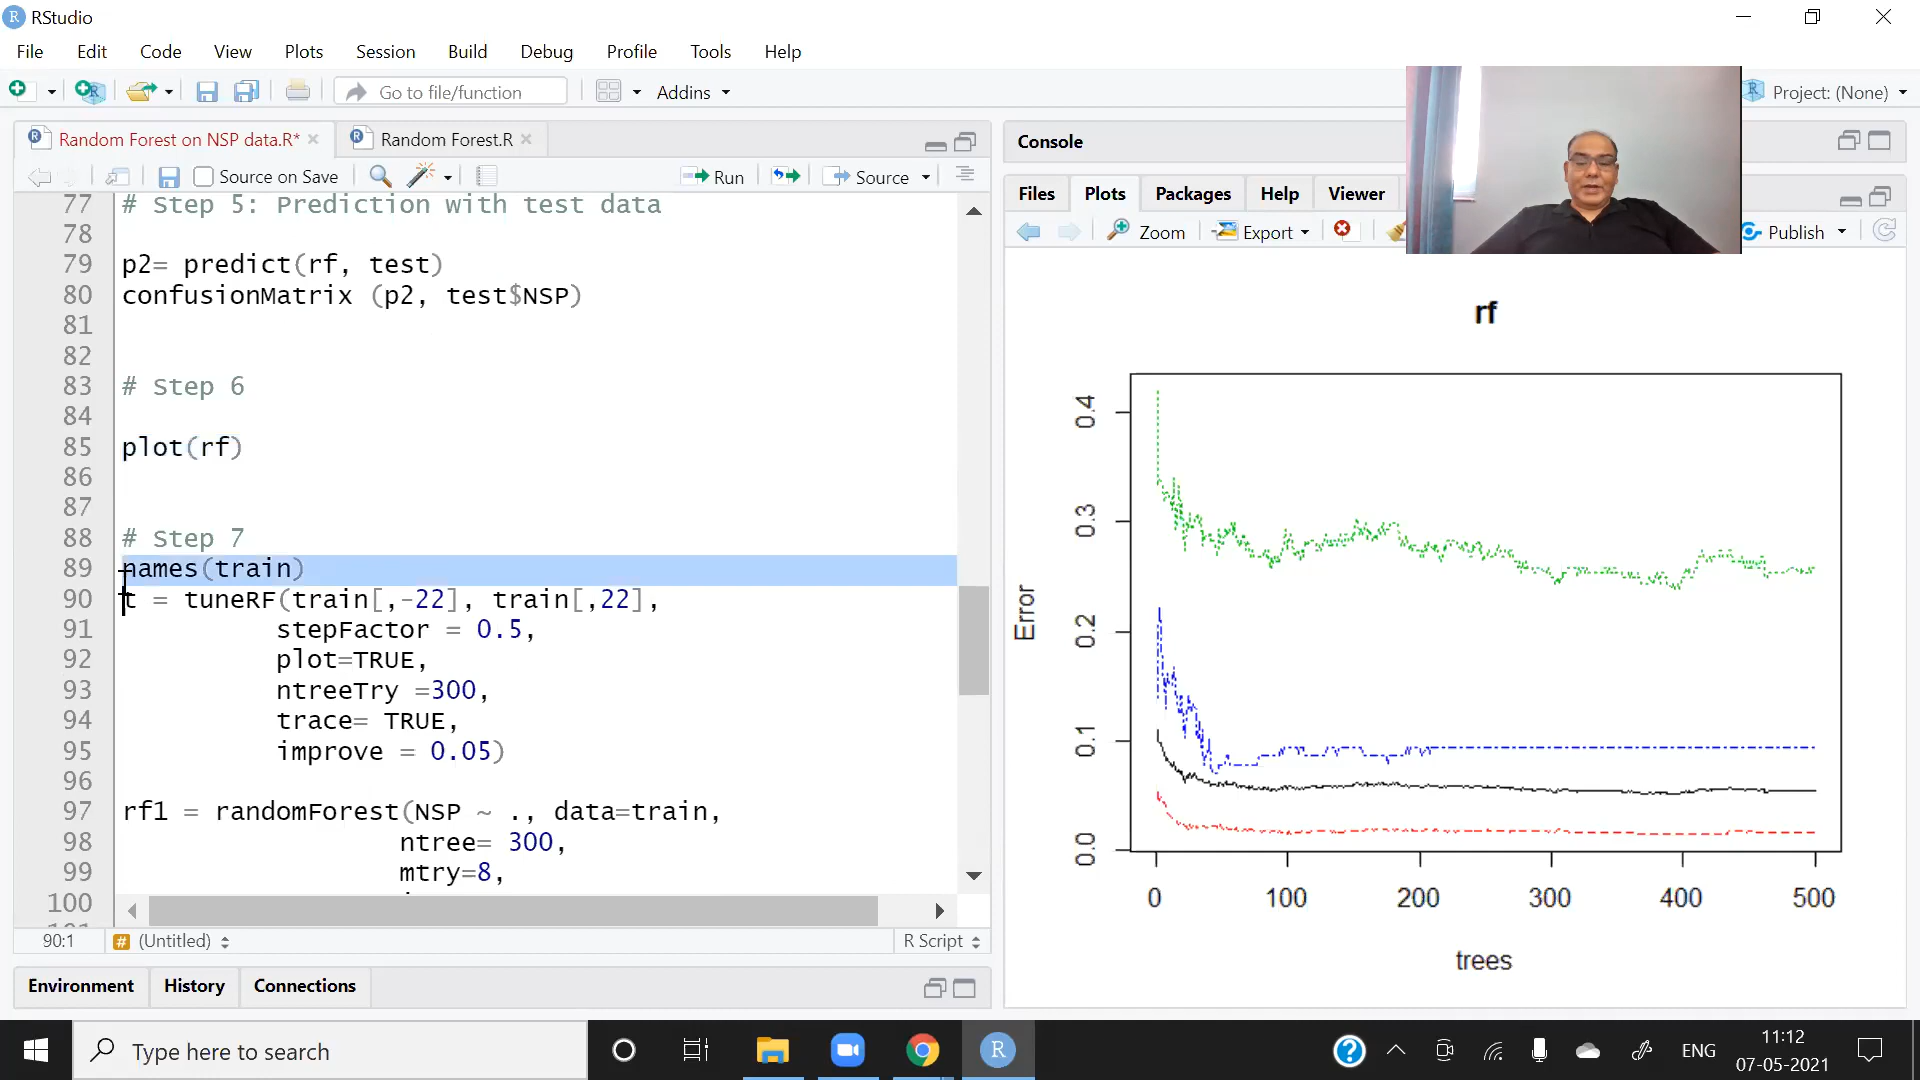 RStudio
File Edit Code View Plots Session Build Debug Profile Tools Help
Go to file/function Addins Project: (None)
Random Forest on NSP data.R* Random Forest.R
Source on Save Run Source
77 # Step 5: Prediction with test data
78
79 p2= predict(rf, test)
80 confusionMatrix (p2, test$NSP)
81
82
83 # Step 6
84
85 plot(rf)
86
87
88 # Step 7
89 names(train)
90 t = tuneRF(train[,-22], train[,22],
91 stepFactor = 0.5,
92 plot=TRUE,
93 ntreeTry =300,
94 trace= TRUE,
95 improve = 0.05)
96
97 rf1 = randomForest(NSP ~ ., data=train,
98 ntree= 300,
99 mtry=8,
100
90:1 # (Untitled) R Script
Environment History Connections
Console
Files Plots Packages Help Viewer
Zoom Export Publish
rf
Error
0.4
0.3
0.2
0.1
0.0
0 100 200 300 400 500
trees
Type here to search
R
ENG
11:12
07-05-2021